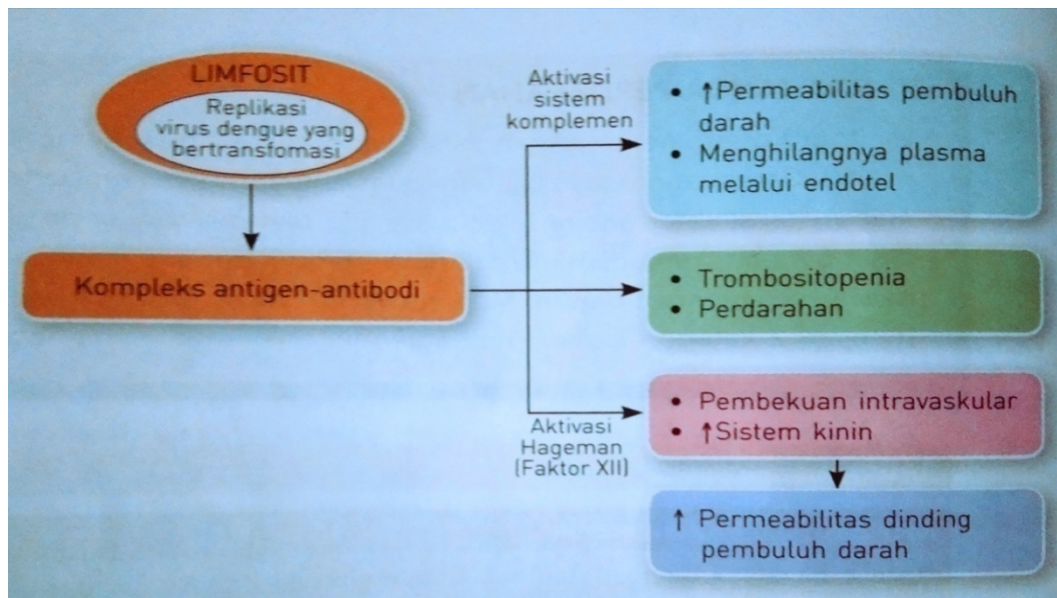 LIMFOSIT
Replikasi
virus dengue yang
bertransfomasi
Kompleks antigen-antibodi
Aktivasi
sistem
komplemen
• ↑Permeabilitas pembuluh
darah
• Menghilangnya plasma
melalui endotel
• Trombositopenia
• Perdarahan
Aktivasi
Hageman
(Faktor XII)
• Pembekuan intravaskular
• ↑Sistem kinin
↑ Permeabilitas dinding
pembuluh darah